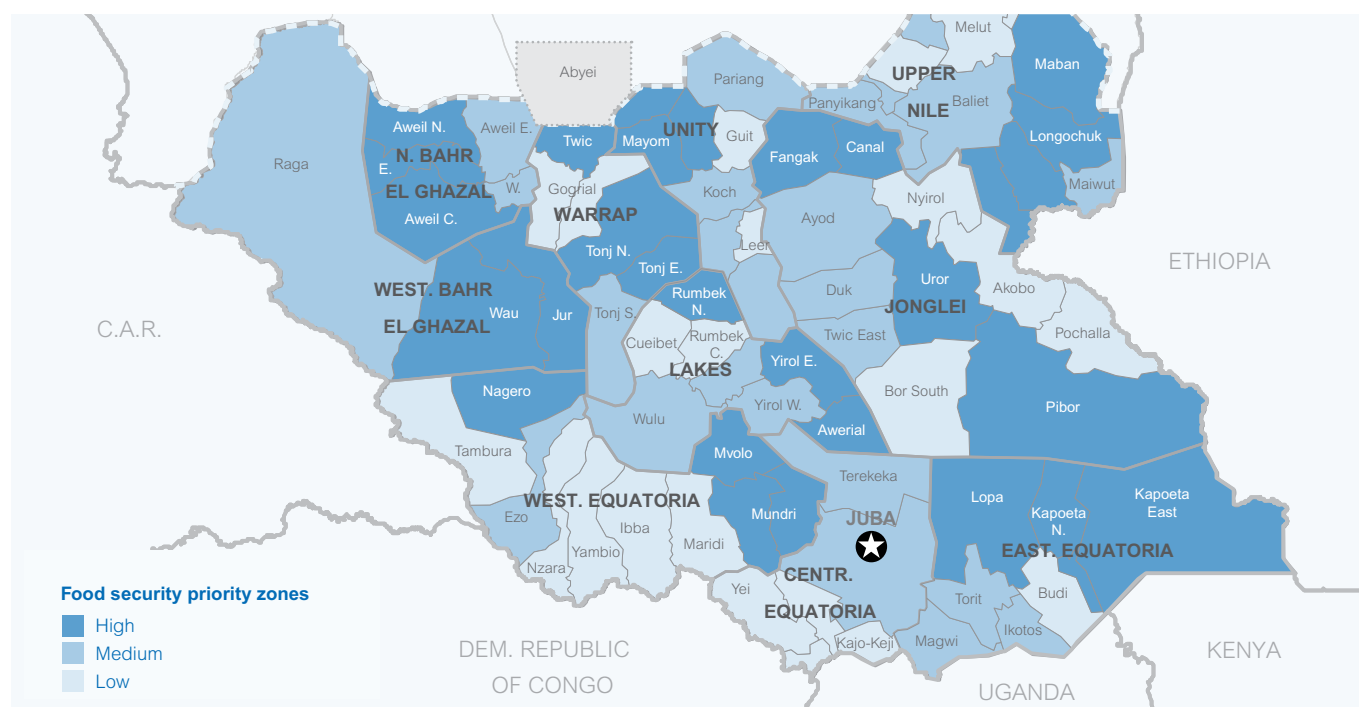 Melut
Maban
UPPER
Abyei
Pariang
Panyikang
NILE
Baliet
Aweil N.
Aweil E.
Twic
Mayom
UNITY
Guit
Fangak
Canal
Longochuk
Raga
N. BAHR
E.
EL GHAZAL
W.
Gogrial
Koch
Nyirol
Maiwut
Aweil C.
WARRAP
Ayod
Leer
Tonj N.
Tonj E.
ETHIOPIA
WEST. BAHR
EL GHAZAL
Rumbek
N.
Duk
Uror
JONGLEI
Akobo
C.A.R.
Wau
Jur
Tonj S.
Cueibet
Rumbek
C.
Twic East
Pochalla
LAKES
Yirol E.
Nagero
Bor South
Pibor
Wulu
Yirol W.
Awerial
Tambura
Mvolo
Terekeka
WEST. EQUATORIA
Ezo
Ibba
Maridi
Mundri
JUBA
Lopa
Kapoeta
N.
Kapoeta
East
EAST. EQUATORIA
Nzara
Yambio
CENTR.
EQUATORIA
Yei
Kajo-Keji
Torit
Budi
Magwi
Ikotos
Food security priority zones
High
Medium
Low
DEM. REPUBLIC
OF CONGO
UGANDA
KENYA